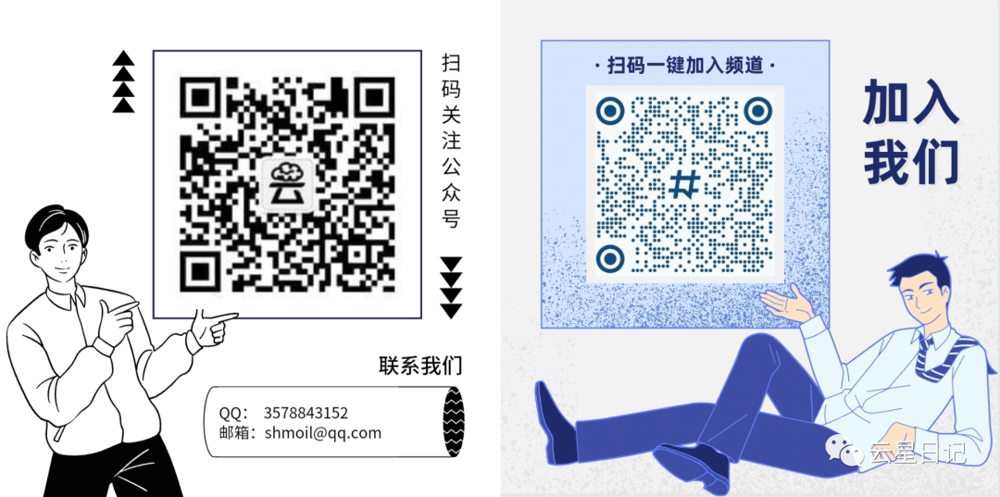 扫码关注公众号
云
联系我们
QQ： 3578843152
邮箱：shmoil@qq.com
· 扫码一键加入频道 ·
加入
我们
云星日记